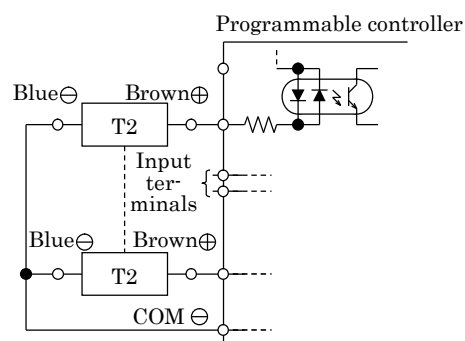 Programmable controller
Blue⊖ Brown⊕
T2
Input
ter-
minals
Blue⊖ Brown⊕
T2
COM ⊖